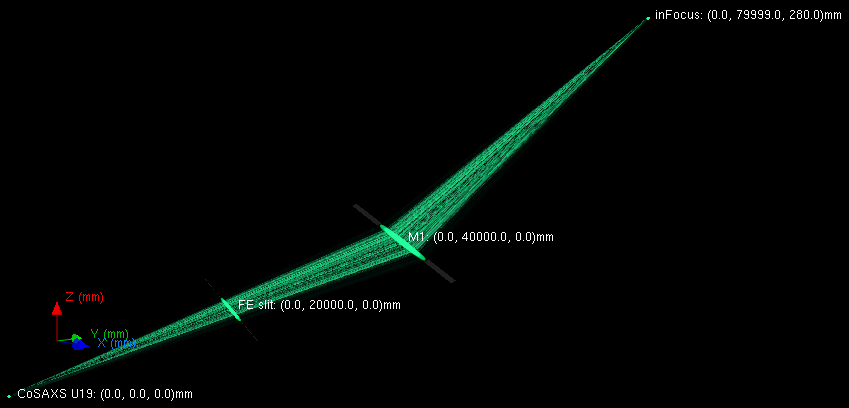 inFocus: (0.0, 79999.0, 280.0)mm
M1: (0.0, 40000.0, 0.0)mm
Z (mm)
FE slit: (0.0, 20000.0, 0.0)mm
Y (mm)
X (mm)
CoSAXS U19: (0.0, 0.0, 0.0)mm